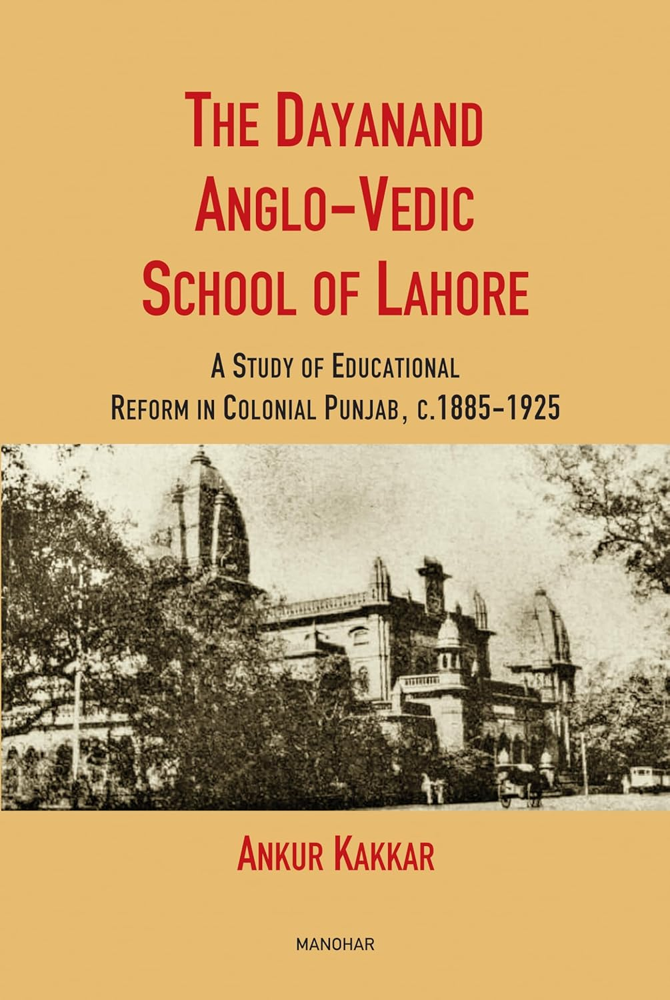 THE DAYANAND
ANGLO-VEDIC
SCHOOL OF LAHORE
A STUDY OF EDUCATIONAL
REFORM IN COLONIAL PUNJAB, C.1885-1925
ANKUR KAKKAR
MANOHAR